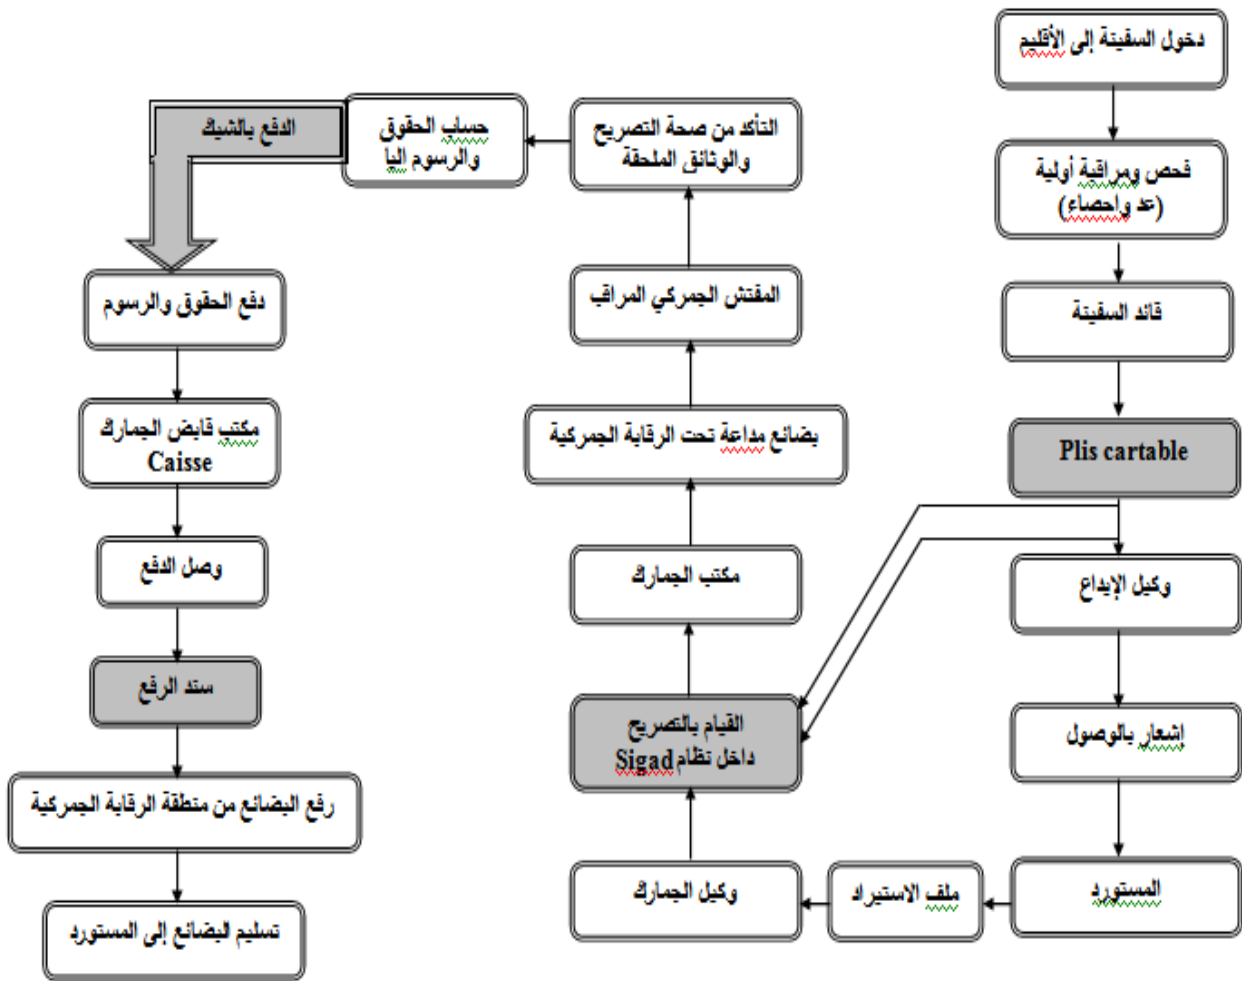 دخول السفينة إلى الأقليم
فحص ومراقبة أولية
(عد واحصاء)
قائد السفينة
Plis cartable
وكيل الإيداع
إشعار بالوصول
المستورد
ملف الاستيراد
وكيل الجمارك
القيام بالتصريح
داخل نظام Sigad
مكتب الجمارك
بضائع مداعة تحت الرقابة الجمركية
المفتش الجمركي المراقب
التأكد من صحة التصريح
والوثائق الملحقة
حساب الحقوق
والرسوم اليا
الدفع بالشيك
دفع الحقوق والرسوم
مكتب قابض الجمارك
Caisse
وصل الدفع
سند الرفع
رفع البضائع من منطقة الرقابة الجمركية
تسليم البضائع إلى المستورد